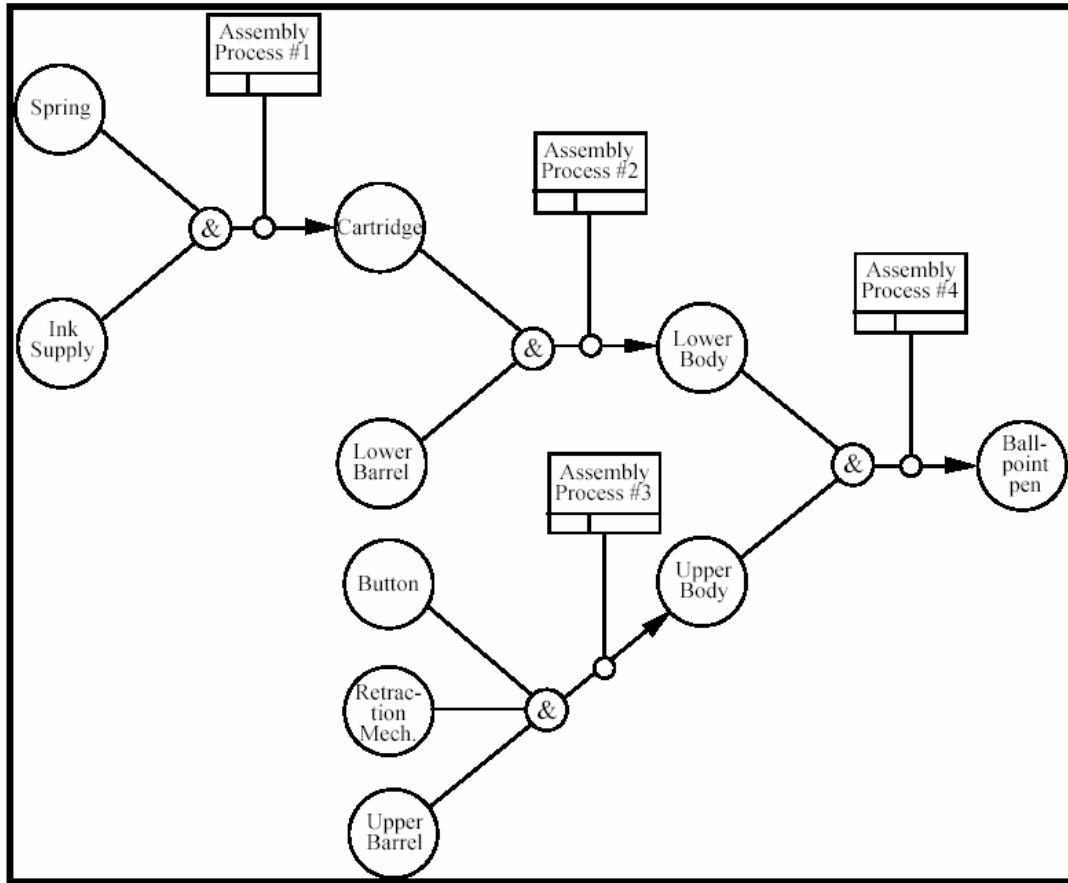 Assembly
Process #1
Spring
&
Cartridge
Ink
Supply
Assembly
Process #2
&
Lower
Body
Lower
Barrel
Assembly
Process #4
&
Ball-
point
pen
Assembly
Process #3
Button
Upper
Body
Retrac-
tion
Mech.
&
Upper
Barrel